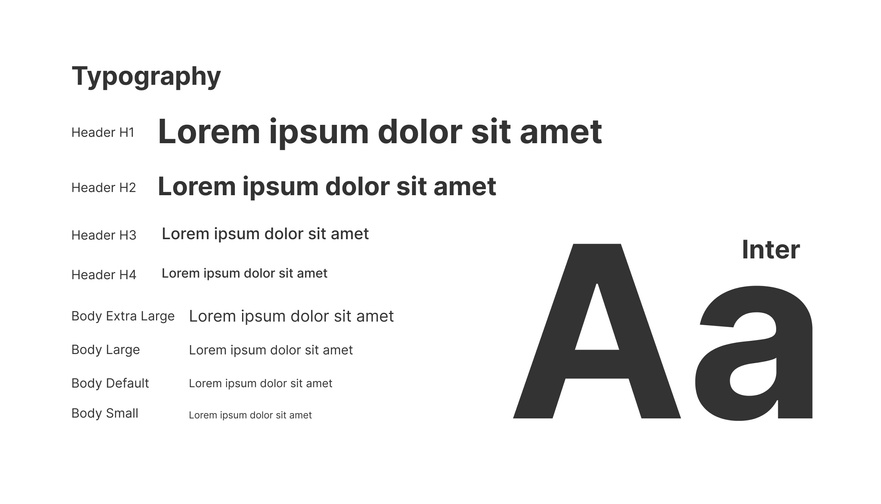 Typography
Header H1 Lorem ipsum dolor sit amet
Header H2 Lorem ipsum dolor sit amet
Header H3 Lorem ipsum dolor sit amet
Header H4 Lorem ipsum dolor sit amet
Body Extra Large Lorem ipsum dolor sit amet
Body Large Lorem ipsum dolor sit amet
Body Default Lorem ipsum dolor sit amet
Body Small Lorem ipsum dolor sit amet
Inter
Aa